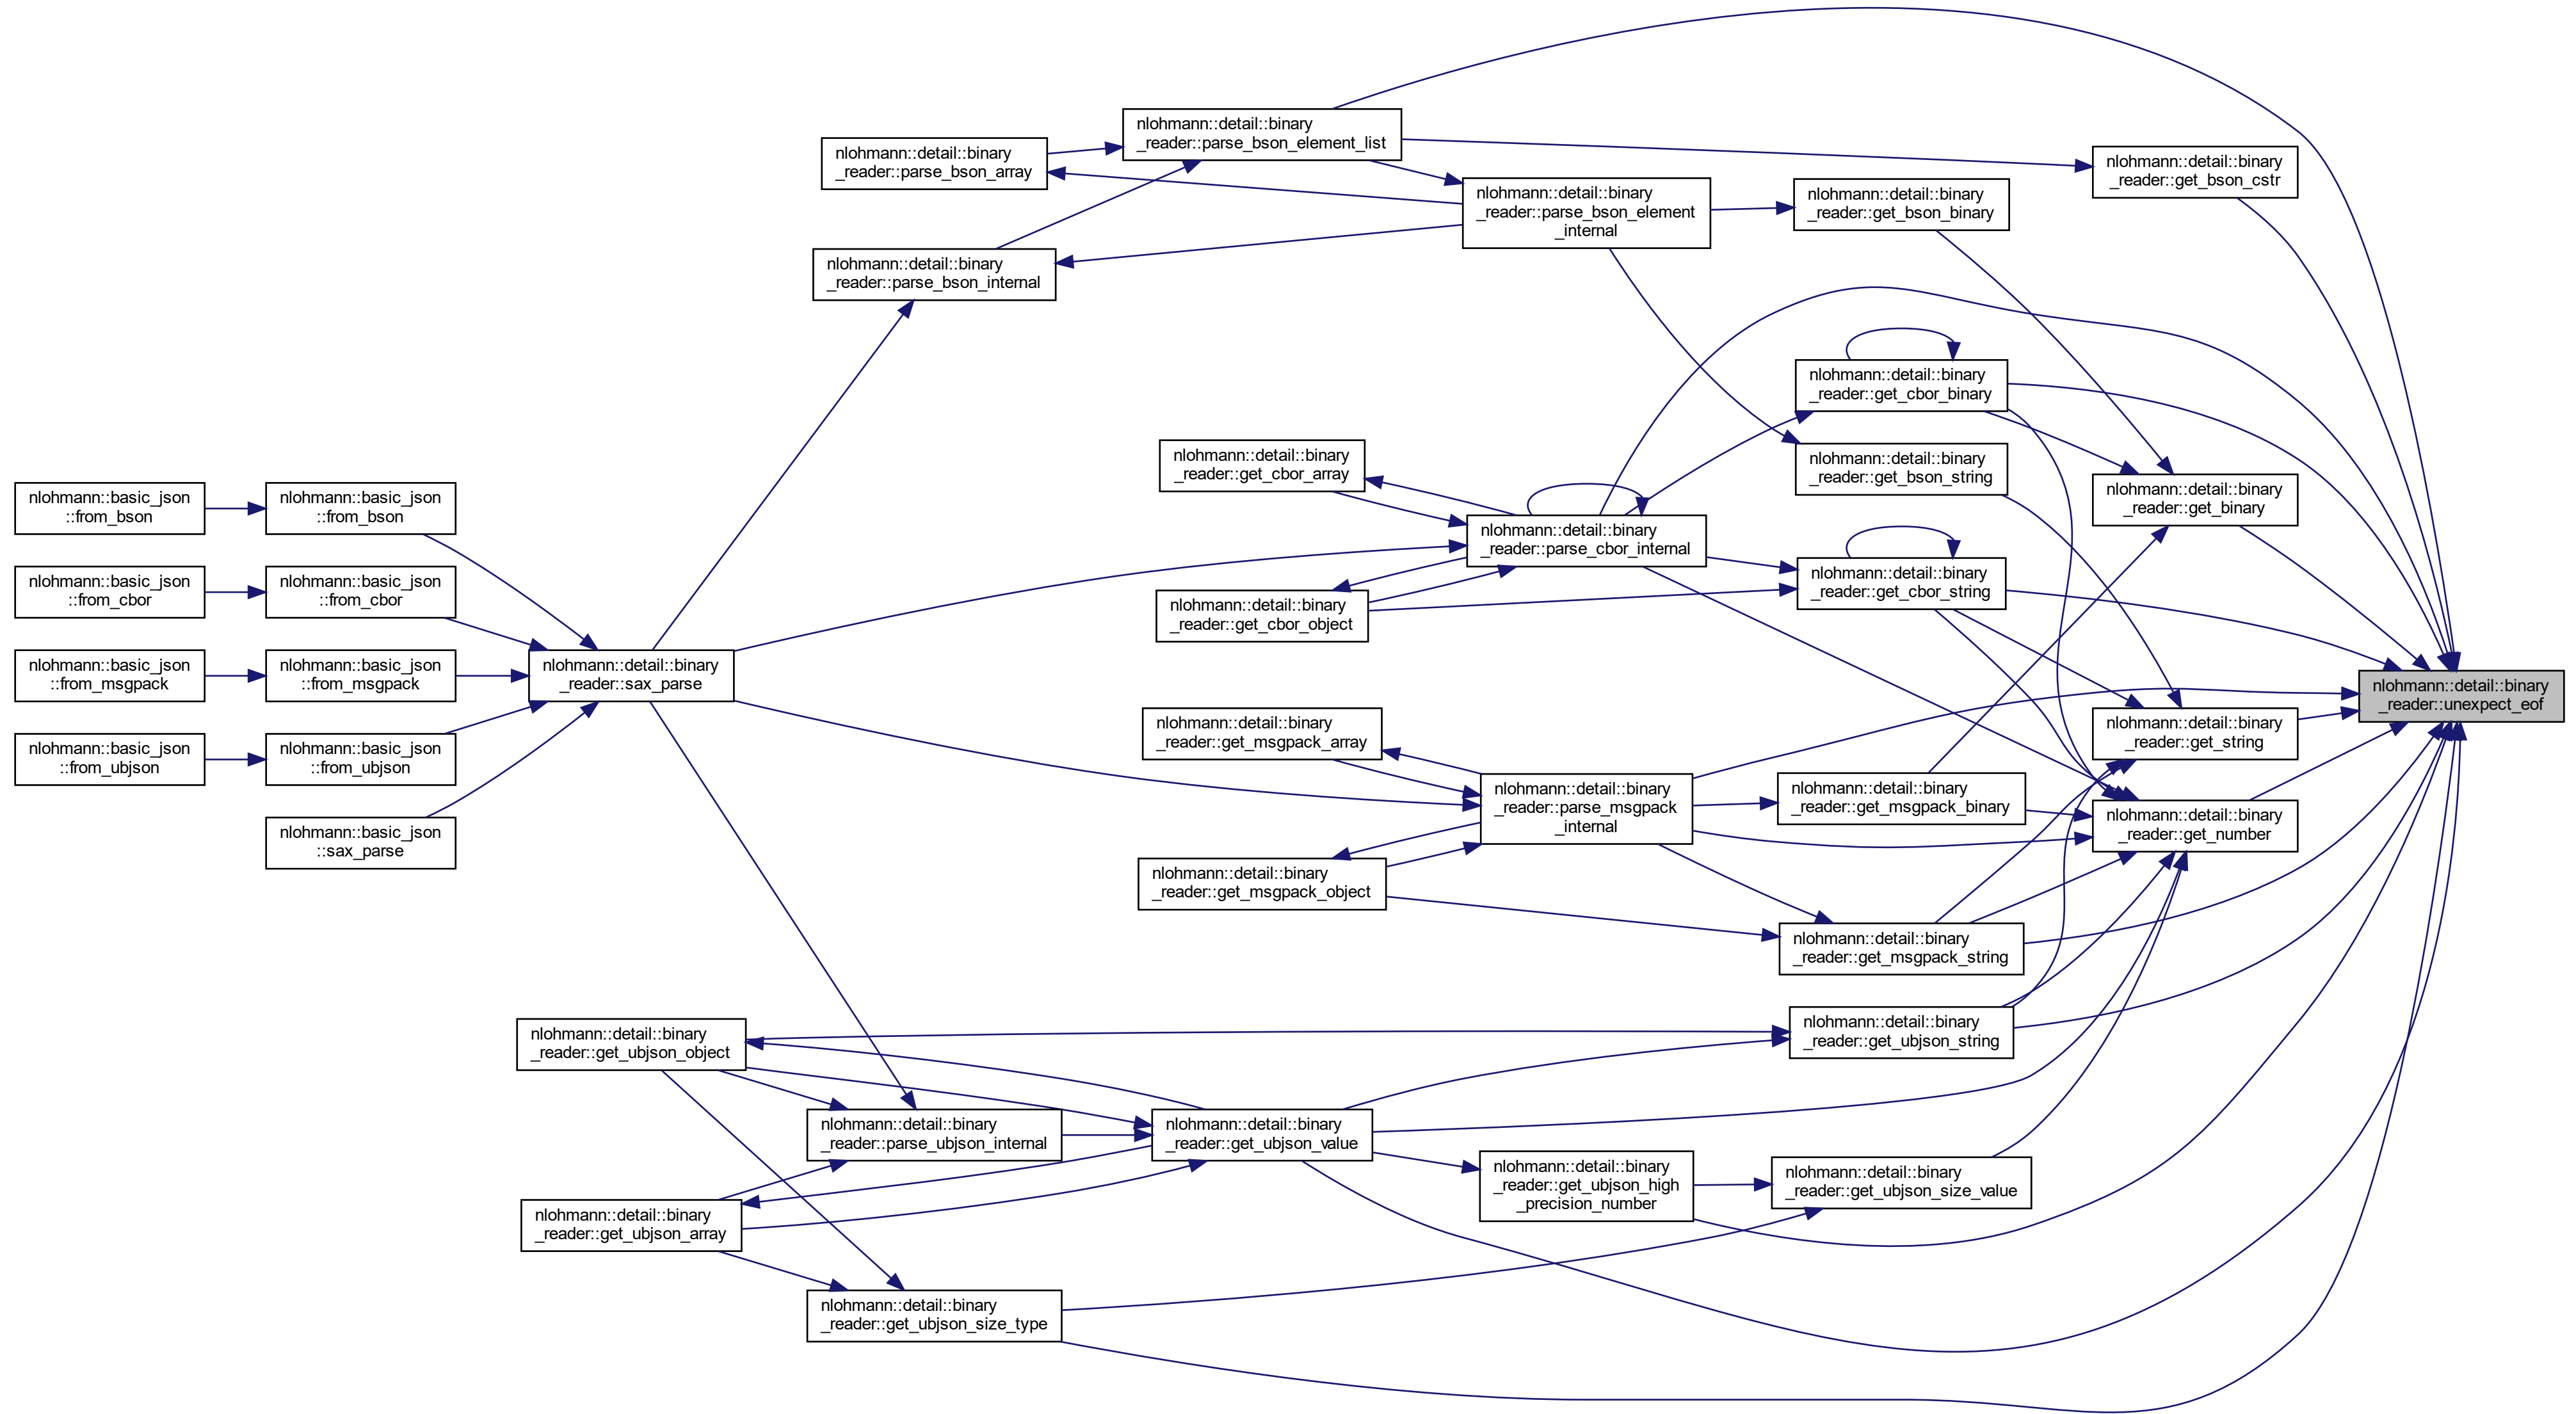 nlohmann::detail::binary
_reader::parse_bson_element_list
nlohmann::detail::binary
_reader::parse_bson_array
nlohmann::detail::binary
_reader::get_bson_cstr
nlohmann::detail::binary
_reader::parse_bson_element
_internal
nlohmann::detail::binary
_reader::get_bson_binary
nlohmann::detail::binary
_reader::parse_bson_internal
nlohmann::detail::binary
_reader::get_cbor_binary
nlohmann::detail::binary
_reader::get_cbor_array
nlohmann::detail::binary
_reader::get_bson_string
nlohmann::detail::binary
_reader::get_binary
nlohmann::basic_json
::from_bson
nlohmann::basic_json
::from_bson
nlohmann::detail::binary
_reader::parse_cbor_internal
nlohmann::detail::binary
_reader::get_cbor_string
nlohmann::basic_json
::from_cbor
nlohmann::basic_json
::from_cbor
nlohmann::detail::binary
_reader::get_cbor_object
nlohmann::basic_json
::from_msgpack
nlohmann::basic_json
::from_msgpack
nlohmann::detail::binary
_reader::sax_parse
nlohmann::detail::binary
_reader::unexpect_eof
nlohmann::detail::binary
_reader::get_msgpack_array
nlohmann::detail::binary
_reader::get_string
nlohmann::basic_json
::from_ubjson
nlohmann::basic_json
::from_ubjson
nlohmann::detail::binary
_reader::parse_msgpack
_internal
nlohmann::detail::binary
_reader::get_msgpack_binary
nlohmann::detail::binary
_reader::get_number
nlohmann::basic_json
::sax_parse
nlohmann::detail::binary
_reader::get_msgpack_object
nlohmann::detail::binary
_reader::get_msgpack_string
nlohmann::detail::binary
_reader::get_ubjson_string
nlohmann::detail::binary
_reader::get_ubjson_object
nlohmann::detail::binary
_reader::parse_ubjson_internal
nlohmann::detail::binary
_reader::get_ubjson_value
nlohmann::detail::binary
_reader::get_ubjson_high
_precision_number
nlohmann::detail::binary
_reader::get_ubjson_size_value
nlohmann::detail::binary
_reader::get_ubjson_array
nlohmann::detail::binary
_reader::get_ubjson_size_type